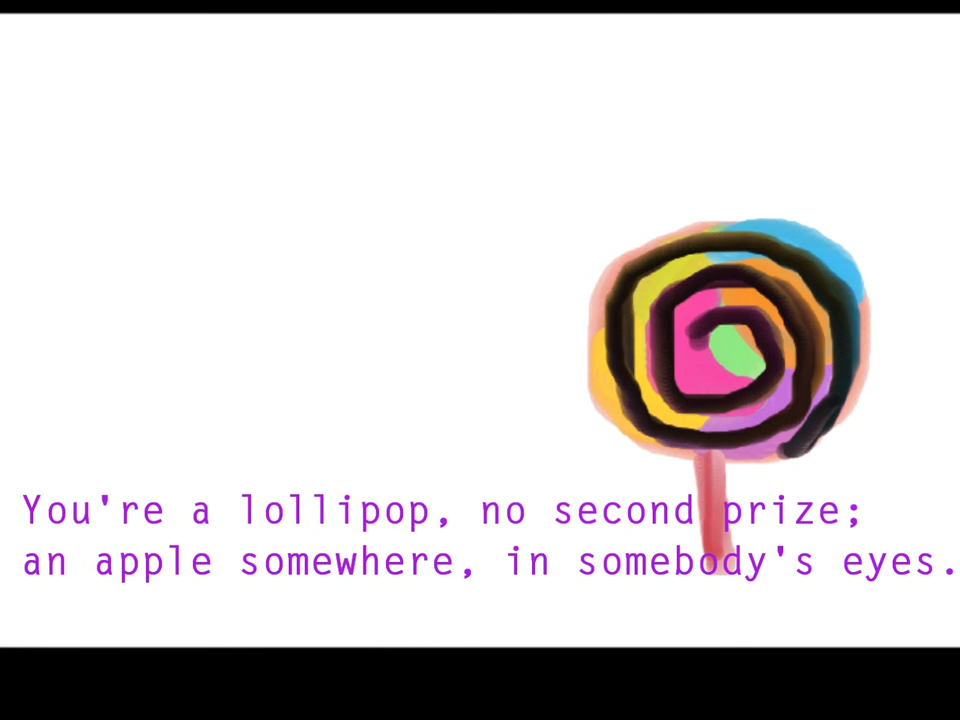 You're a lollipop, no second prize;
an apple somewhere, in somebody's eyes.